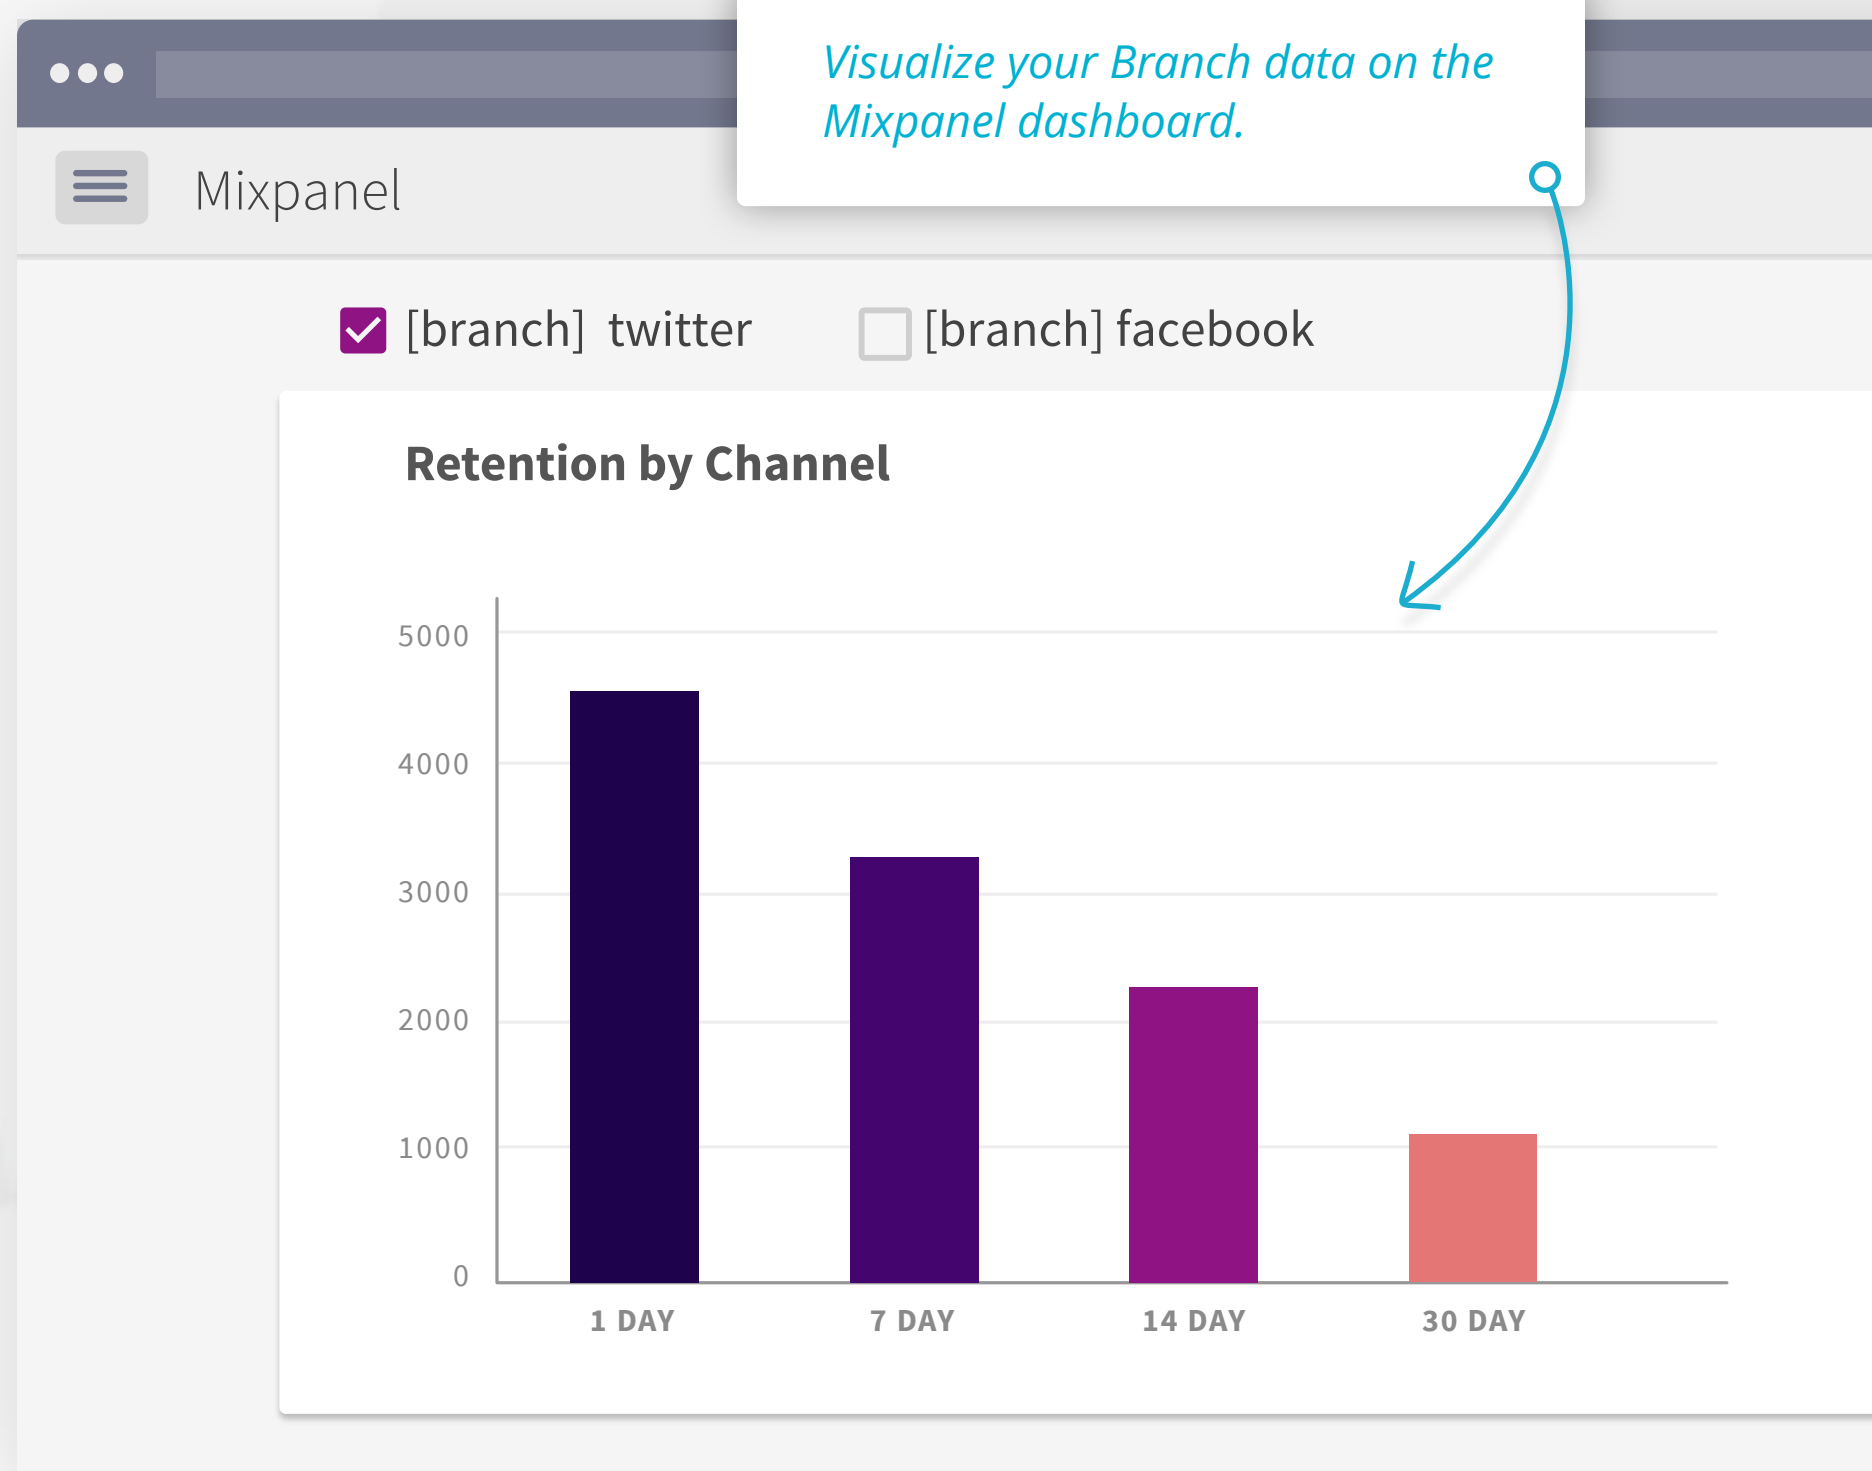 Visualize your Branch data on the
Mixpanel dashboard.
Mixpanel
[branch] twitter [branch] facebook
Retention by Channel
5000
4000
3000
2000
1000
0
1 DAY 7 DAY 14 DAY 30 DAY